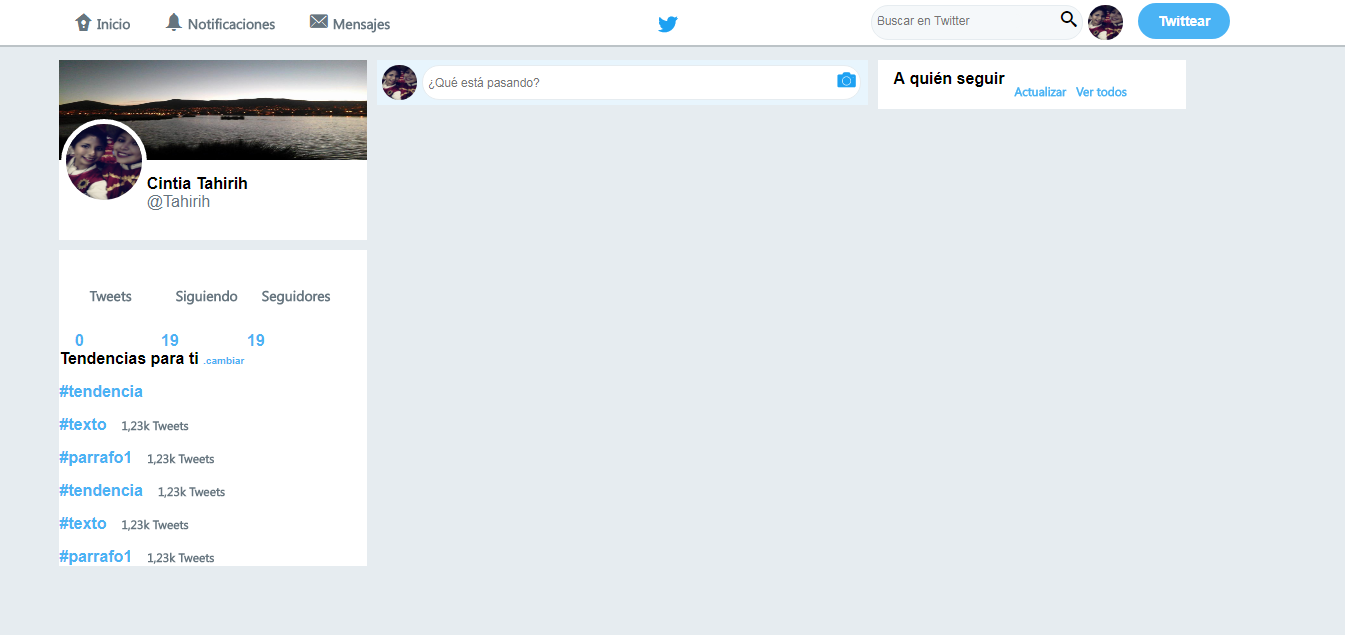 Inicio Notificaciones Mensajes Buscar en Twitter Twittear
¿Qué está pasando?
A quién seguir
Actualizar Ver todos
Cintia Tahirih
@Tahirih
Tweets Siguiendo Seguidores
0 19 19
Tendencias para ti .cambiar
#tendencia
#texto 1,23k Tweets
#parrafo1 1,23k Tweets
#tendencia 1,23k Tweets
#texto 1,23k Tweets
#parrafo1 1,23k Tweets